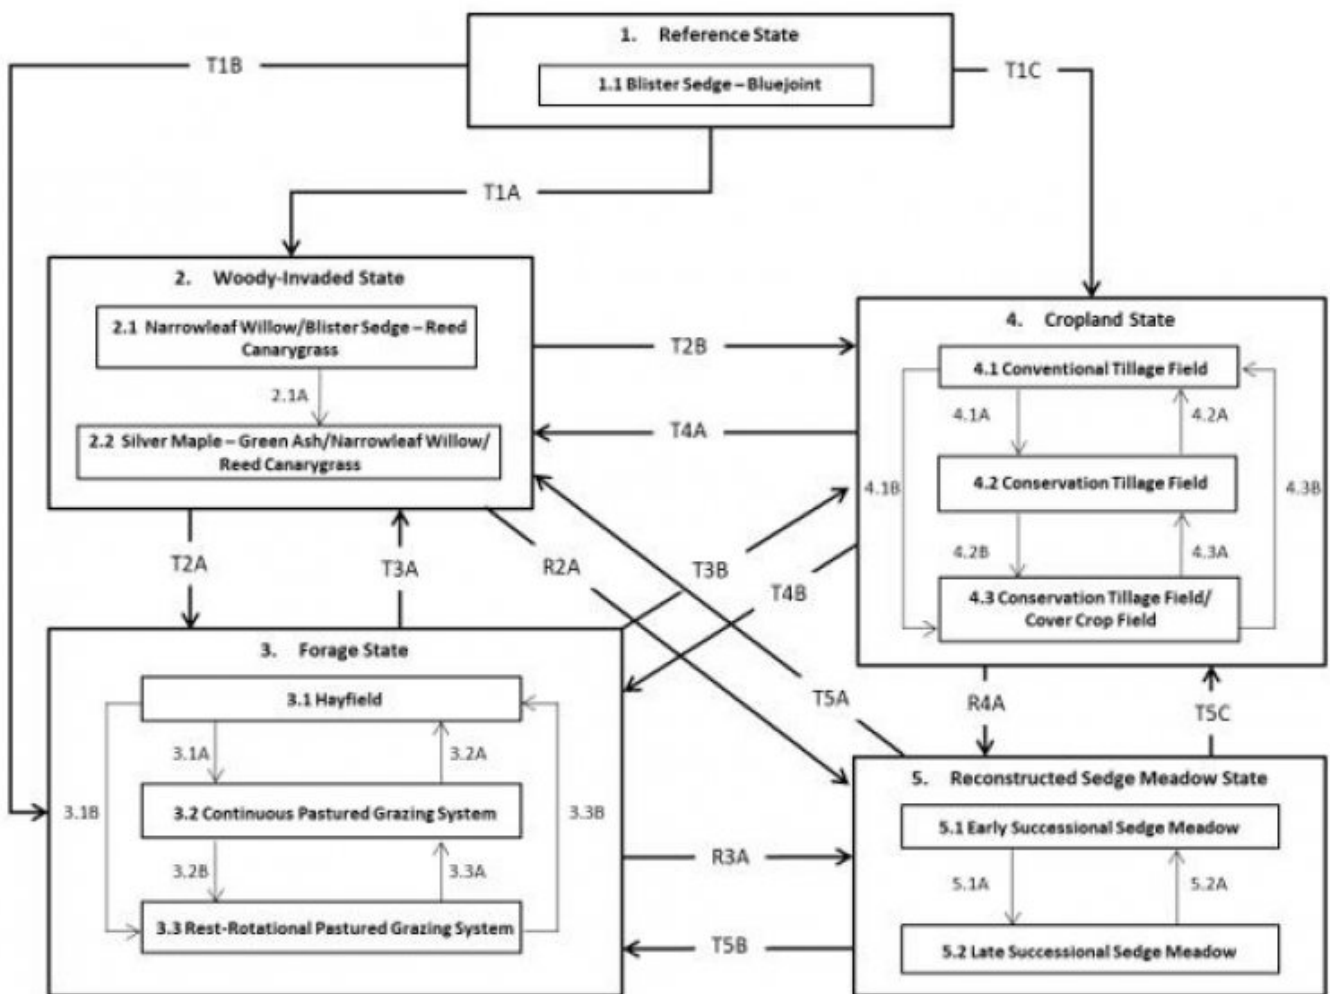 1. Reference State
T1B
T1C
1.1 Blister Sedge – Bluejoint
T1A
2. Woody-Invaded State
2.1 Narrowleaf Willow/Blister Sedge – Reed
Canarygrass
2.1A
2.2 Silver Maple – Green Ash/Narrowleaf Willow/
Reed Canarygrass
T2B
T4A
4. Cropland State
4.1 Conventional Tillage Field
4.1A
4.2A
4.1B
4.2 Conservation Tillage Field
4.3B
4.2B
4.3A
4.3 Conservation Tillage Field/
Cover Crop Field
T2A
T3A
R2A
T3B
T4B
3. Forage State
3.1 Hayfield
3.1A
3.2A
3.1B
3.2 Continuous Pastured Grazing System
3.3B
3.2B
3.3A
3.3 Rest-Rotational Pastured Grazing System
T5A
R4A
T5C
R3A
T5B
5. Reconstructed Sedge Meadow State
5.1 Early Successional Sedge Meadow
5.1A
5.2A
5.2 Late Successional Sedge Meadow